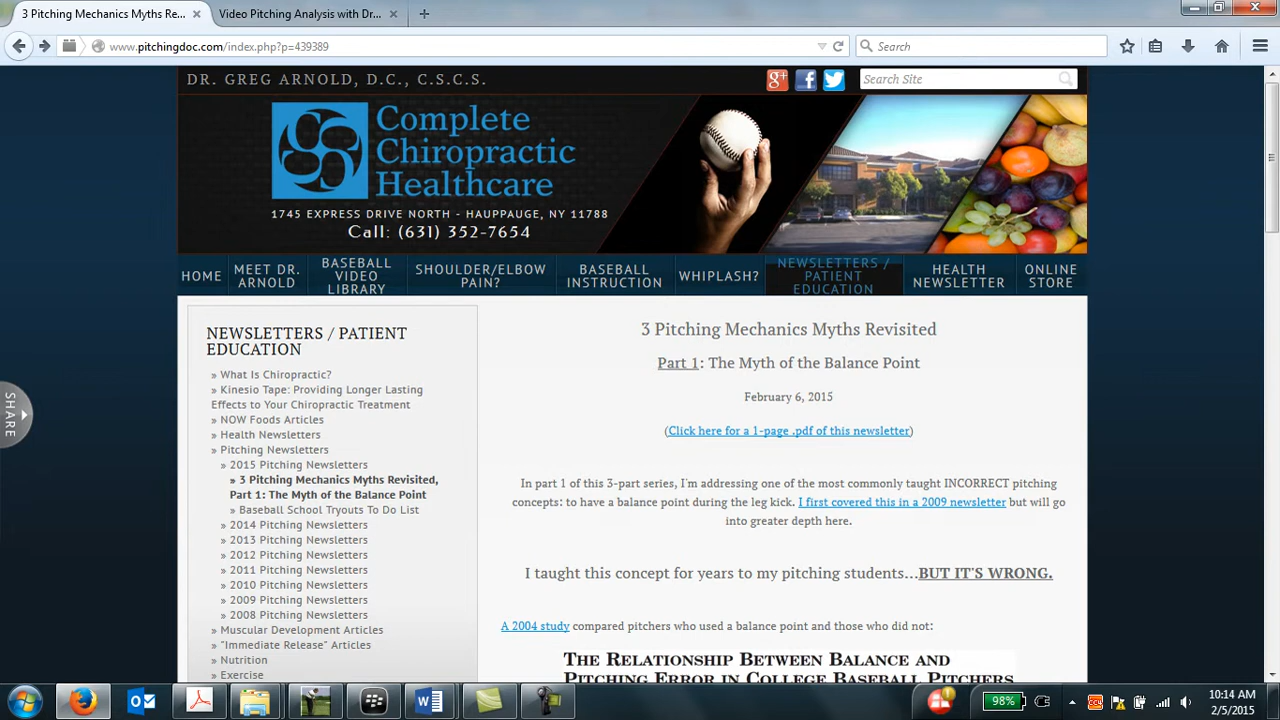 3 Pitching Mechanics Myths Re...
Video Pitching Analysis with Dr...
www.pitchingdoc.com/index.php?p=439389
Search
DR. GREG ARNOLD, D.C., C.S.C.S.
Search Site
Complete
Chiropractic
Healthcare
1745 EXPRESS DRIVE NORTH - HAUPPAUGE, NY 11788
Call: (631) 352-7654
HOME
MEET DR.
ARNOLD
BASEBALL
VIDEO
LIBRARY
SHOULDER/ELBOW
PAIN?
BASEBALL
INSTRUCTION
WHIPLASH?
NEWSLETTERS /
PATIENT
EDUCATION
HEALTH
NEWSLETTER
ONLINE
STORE
SHARE
NEWSLETTERS / PATIENT
EDUCATION
» What Is Chiropractic?
» Kinesio Tape: Providing Longer Lasting
Effects to Your Chiropractic Treatment
» NOW Foods Articles
» Health Newsletters
» Pitching Newsletters
» 2015 Pitching Newsletters
» 3 Pitching Mechanics Myths Revisited,
Part 1: The Myth of the Balance Point
» Baseball School Tryouts To Do List
» 2014 Pitching Newsletters
» 2013 Pitching Newsletters
» 2012 Pitching Newsletters
» 2011 Pitching Newsletters
» 2010 Pitching Newsletters
» 2009 Pitching Newsletters
» 2008 Pitching Newsletters
» Muscular Development Articles
» "Immediate Release" Articles
» Nutrition
» Exercise
3 Pitching Mechanics Myths Revisited
Part 1: The Myth of the Balance Point
February 6, 2015
(Click here for a 1-page .pdf of this newsletter)
In part 1 of this 3-part series, I'm addressing one of the most commonly taught INCORRECT pitching
concepts: to have a balance point during the leg kick. I first covered this in a 2009 newsletter but will go
into greater depth here.
I taught this concept for years to my pitching students...BUT IT'S WRONG.
A 2004 study compared pitchers who used a balance point and those who did not:
THE RELATIONSHIP BETWEEN BALANCE AND
PITCHING ERROR IN COLLEGE BASEBALL PITCHERS
98%
10:14 AM
2/5/2015